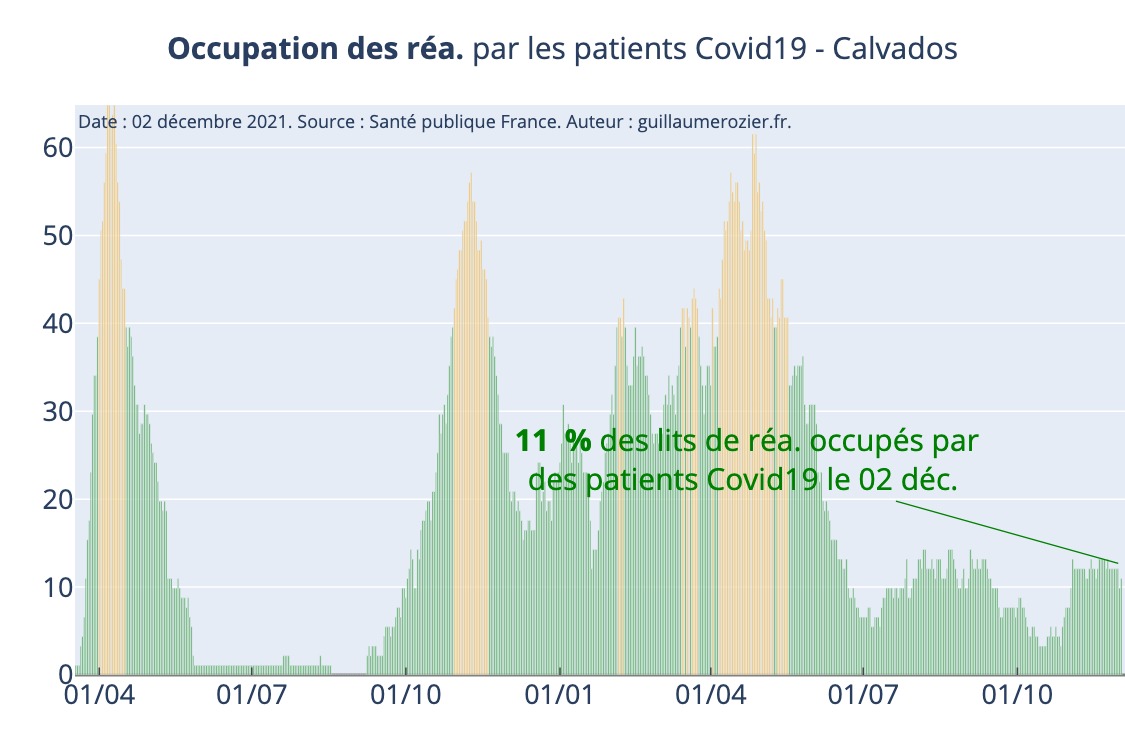 Occupation des réa. par les patients Covid19 - Calvados
Date : 02 décembre 2021. Source : Santé publique France. Auteur : guillaumerozier.fr.
60
50
40
30
11 % des lits de réa. occupés par
des patients Covid19 le 02 déc.
20
10
0
01/04 01/07 01/10 01/01 01/04 01/07 01/10